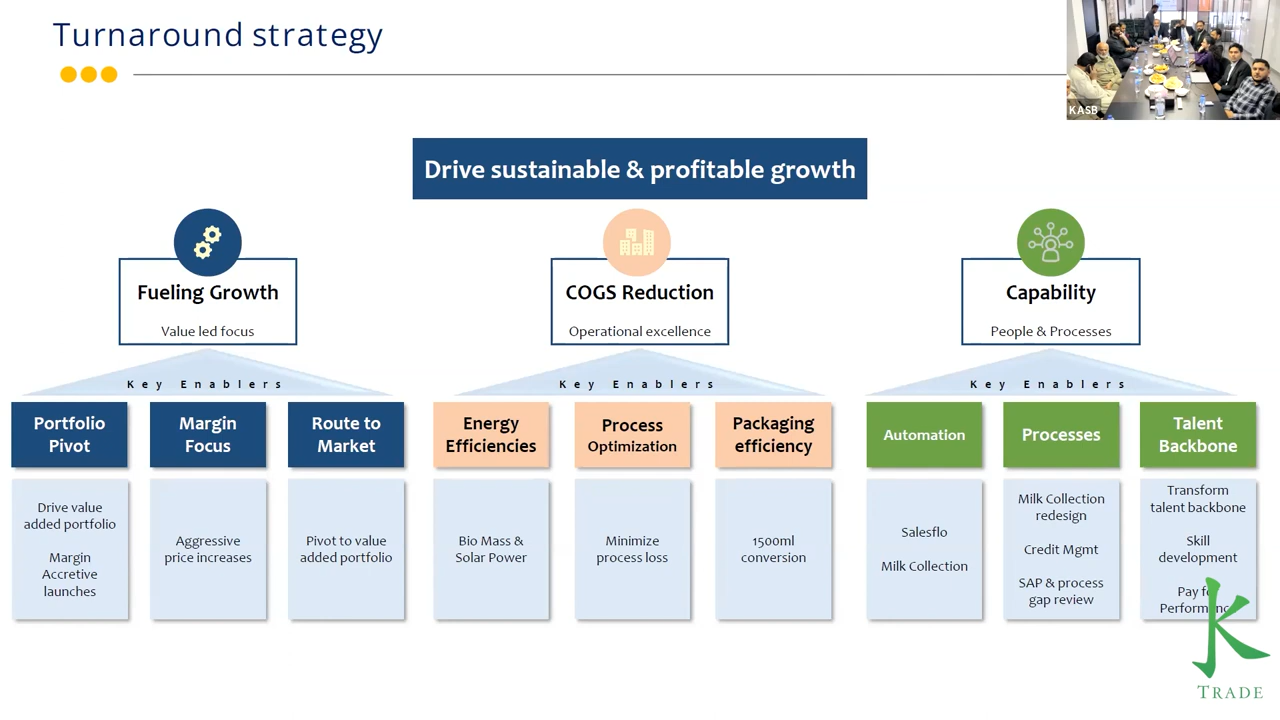 Turnaround strategy
KASB
Drive sustainable & profitable growth
Fueling Growth
Value led focus
COGS Reduction
Operational excellence
Capability
People & Processes
Key Enablers
Key Enablers
Key Enablers
Portfolio
Pivot
Margin
Focus
Route to
Market
Energy
Efficiencies
Process
Optimization
Packaging
efficiency
Automation
Processes
Talent
Backbone
Drive value
added portfolio
Margin
Accretive
launches
Aggressive
price increases
Pivot to value
added portfolio
Bio Mass &
Solar Power
Minimize
process loss
1500ml
conversion
Salesflo
Milk Collection
Milk Collection
redesign
Credit Mgmt
SAP & process
gap review
Transform
talent backbone
Skill
development
Pay for
Performance
K
TRADE